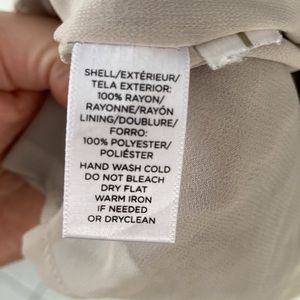 SHELL/EXTÉRIEUR/
TELA EXTERIOR:
100% RAYON/
RAYONNE/RAYÓN
LINING/DOUBLURE/
FORRO:
100% POLYESTER/
POLIÉSTER
HAND WASH COLD
DO NOT BLEACH
DRY FLAT
WARM IRON
IF NEEDED
OR DRYCLEAN